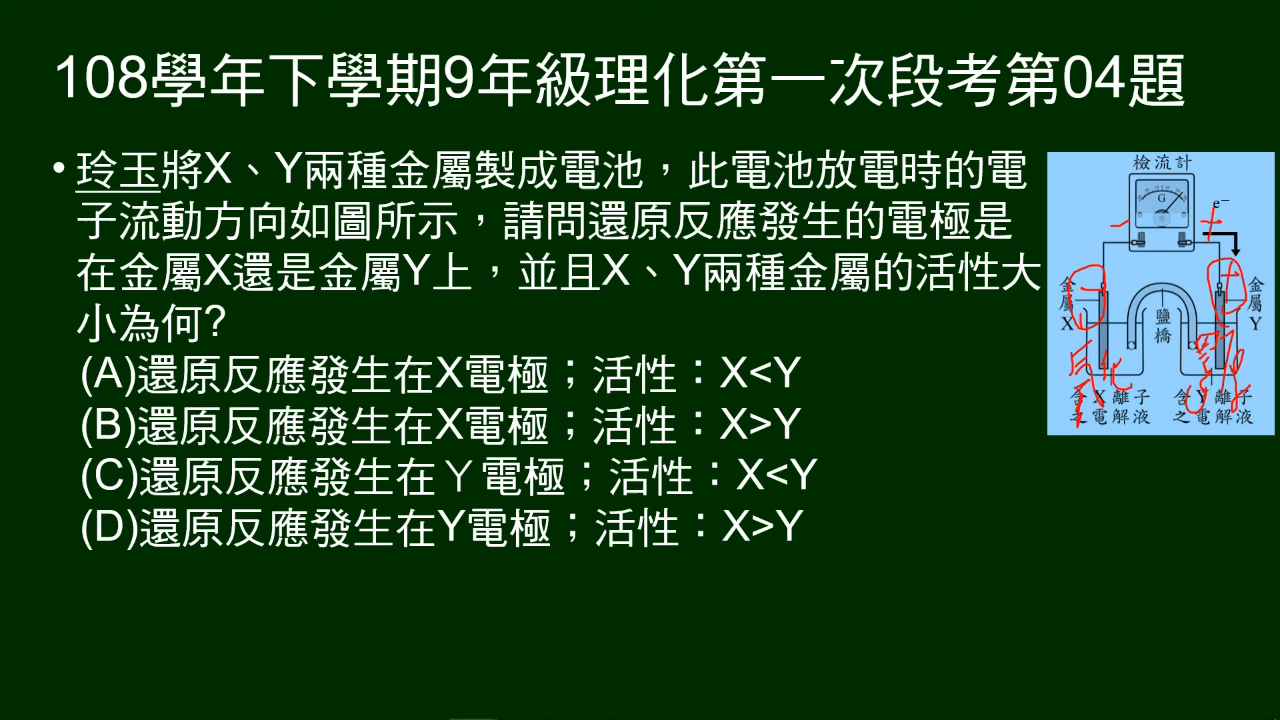 108學年下學期9年級理化第一次段考第04題
• 玲玉將X、Y兩種金屬製成電池，此電池放電時的電
子流動方向如圖所示，請問還原反應發生的電極是
在金屬X還是金屬Y上，並且X、Y兩種金屬的活性大
小為何?
(A)還原反應發生在X電極；活性：X<Y
(B)還原反應發生在X電極；活性：X>Y
(C)還原反應發生在Ｙ電極；活性：X<Y
(D)還原反應發生在Y電極；活性：X>Y
檢流計
G
e⁻
− +
− +
金屬X
鹽橋
金屬Y
含X離子
之電解液
含Y離子
之電解液